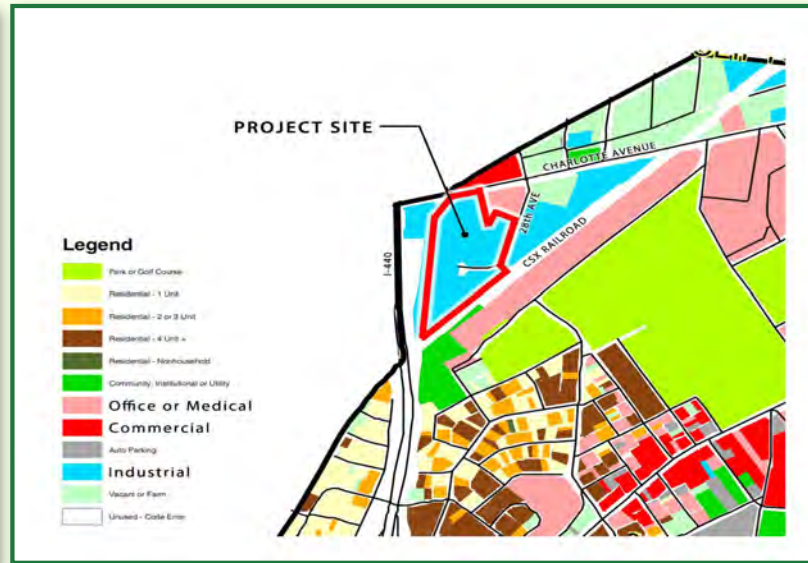 PROJECT SITE
CHARLOTTE AVENUE
28th AVE
CSX RAILROAD
I-440
Legend
Park or Golf Course
Residential - 1 Unit
Residential - 2 or 3 Unit
Residential - 4 Unit +
Residential - Nonhousehold
Community, Institutional or Utility
Office or Medical
Commercial
Auto Parking
Industrial
Vacant or Farm
Unused - Code Error